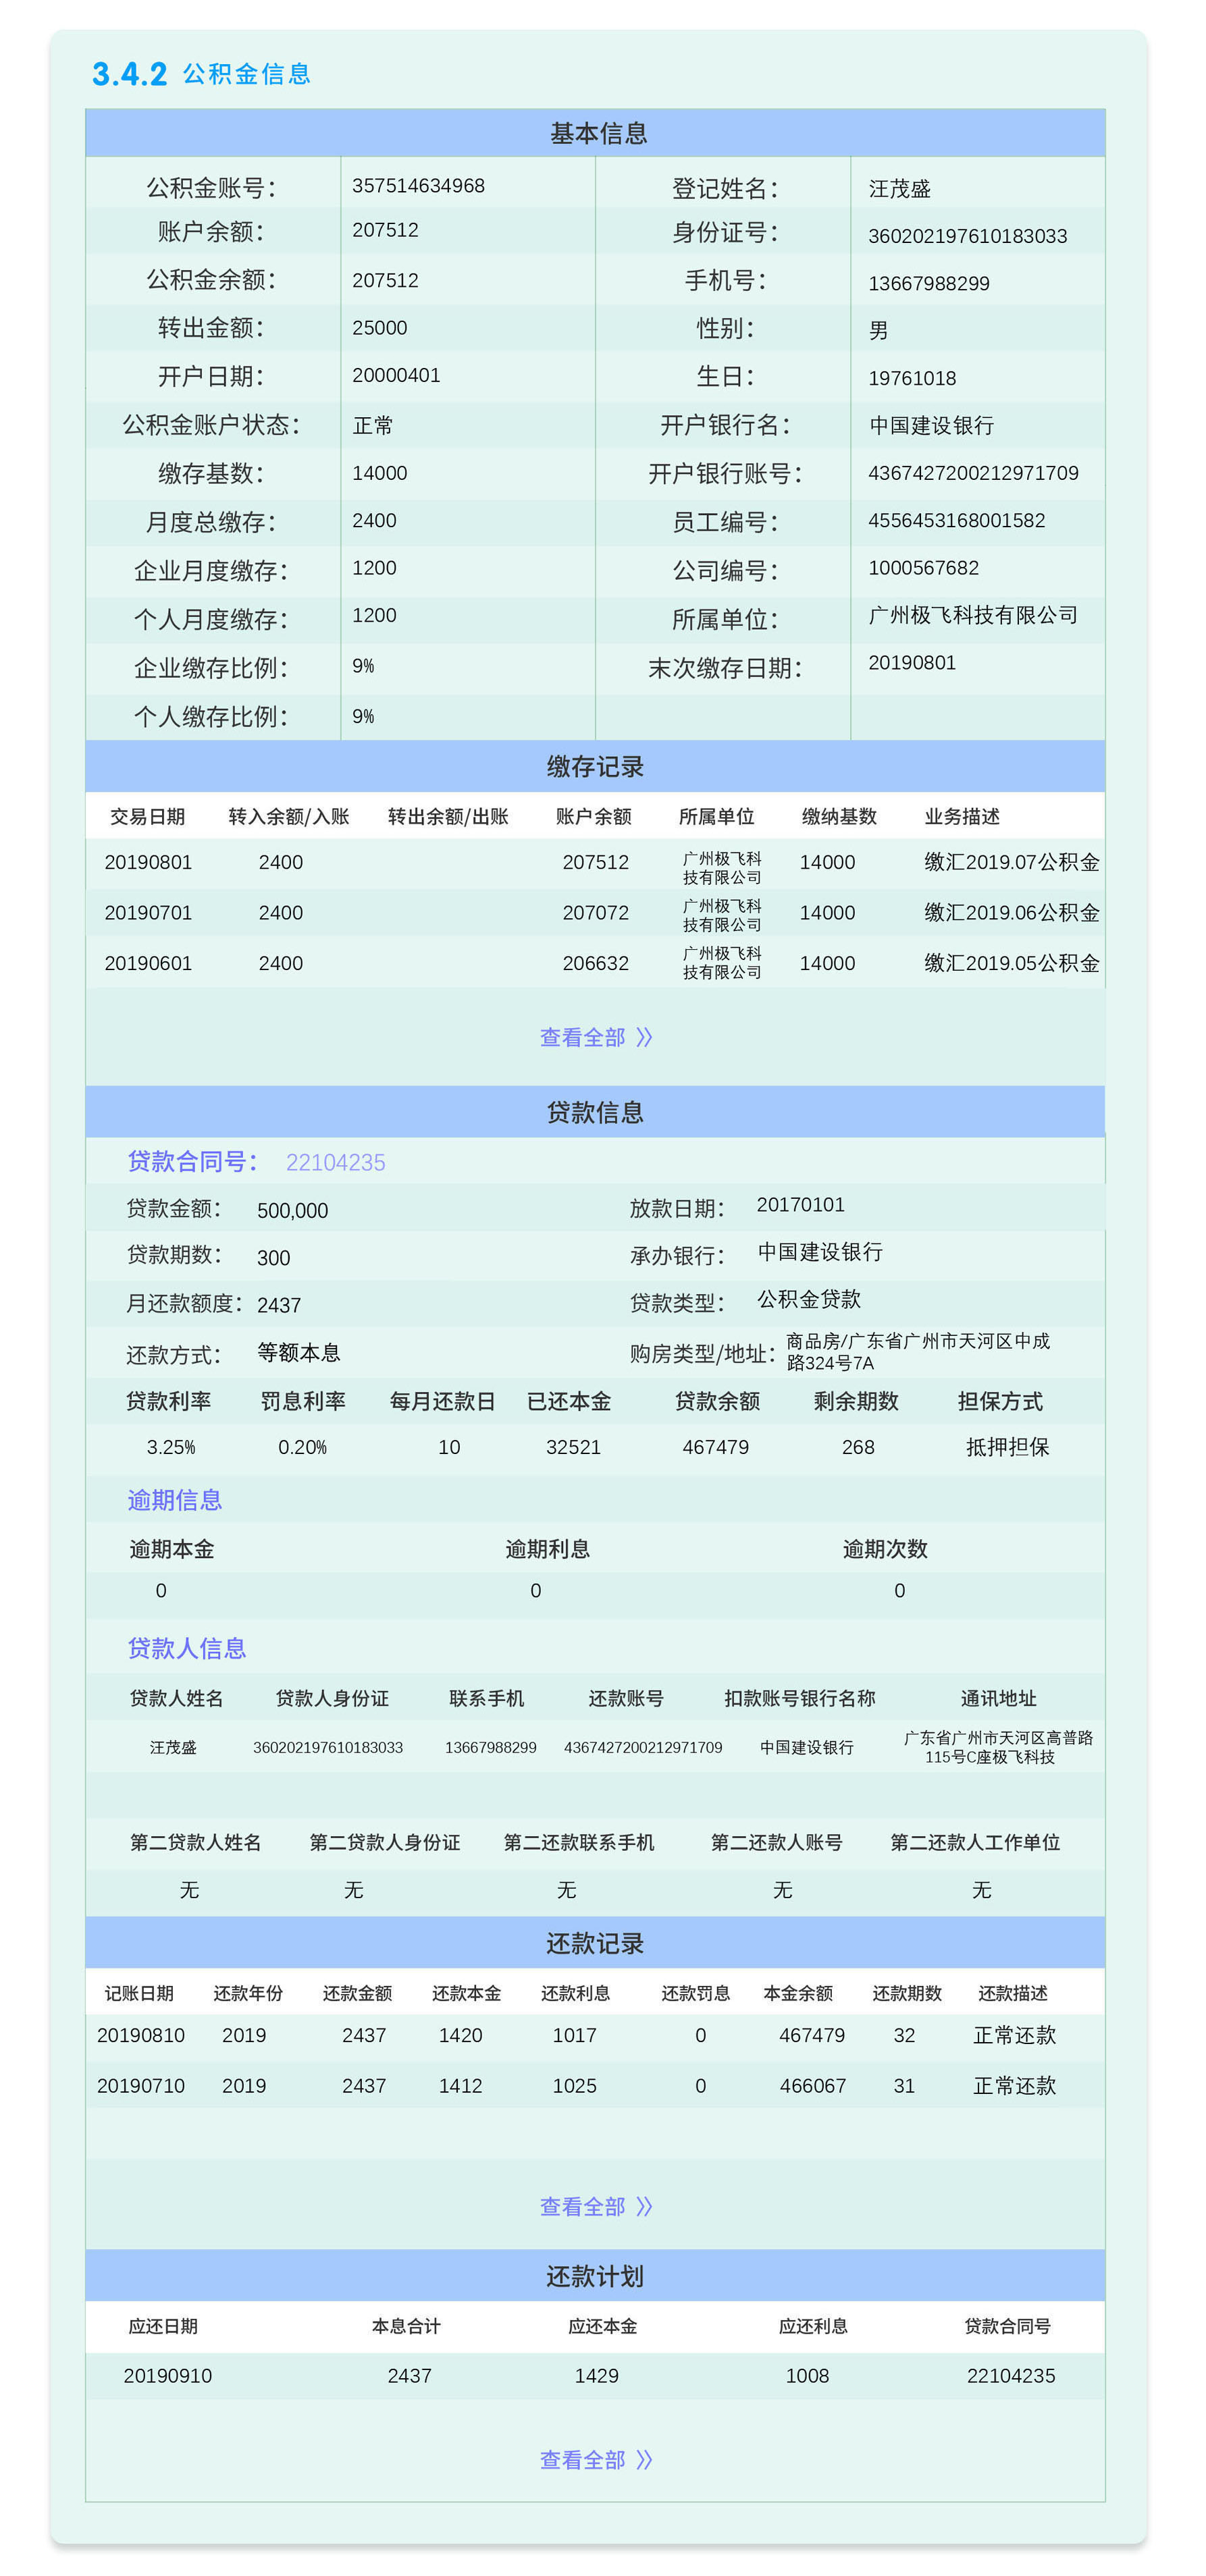 3.4.2 公积金信息
基本信息
公积金账号： 357514634968 登记姓名： 汪茂盛
账户余额： 207512 身份证号： 360202197610183033
公积金余额： 207512 手机号： 13667988299
转出金额： 25000 性别： 男
开户日期： 20000401 生日： 19761018
公积金账户状态： 正常 开户银行名： 中国建设银行
缴存基数： 14000 开户银行账号： 4367427200212971709
月度总缴存： 2400 员工编号： 4556453168001582
企业月度缴存： 1200 公司编号： 1000567682
个人月度缴存： 1200 所属单位： 广州极飞科技有限公司
企业缴存比例： 9% 末次缴存日期： 20190801
个人缴存比例： 9%
缴存记录
交易日期 转入余额/入账 转出余额/出账 账户余额 所属单位 缴纳基数 业务描述
20190801 2400 207512 广州极飞科技有限公司 14000 缴汇2019.07公积金
20190701 2400 207072 广州极飞科技有限公司 14000 缴汇2019.06公积金
20190601 2400 206632 广州极飞科技有限公司 14000 缴汇2019.05公积金
查看全部 》
贷款信息
贷款合同号： 22104235
贷款金额： 500,000 放款日期： 20170101
贷款期数： 300 承办银行： 中国建设银行
月还款额度： 2437 贷款类型： 公积金贷款
还款方式： 等额本息 购房类型/地址： 商品房/广东省广州市天河区中成
路324号7A
贷款利率 罚息利率 每月还款日 已还本金 贷款余额 剩余期数 担保方式
3.25% 0.20% 10 32521 467479 268 抵押担保
逾期信息
逾期本金 逾期利息 逾期次数
0 0 0
贷款人信息
贷款人姓名 贷款人身份证 联系手机 还款账号 扣款账号银行名称 通讯地址
汪茂盛 360202197610183033 13667988299 4367427200212971709 中国建设银行 广东省广州市天河区高普路
115号C座极飞科技
第二贷款人姓名 第二贷款人身份证 第二还款联系手机 第二还款人账号 第二还款人工作单位
无 无 无 无 无
还款记录
记账日期 还款年份 还款金额 还款本金 还款利息 还款罚息 本金余额 还款期数 还款描述
20190810 2019 2437 1420 1017 0 467479 32 正常还款
20190710 2019 2437 1412 1025 0 466067 31 正常还款
查看全部 》
还款计划
应还日期 本息合计 应还本金 应还利息 贷款合同号
20190910 2437 1429 1008 22104235
查看全部 》